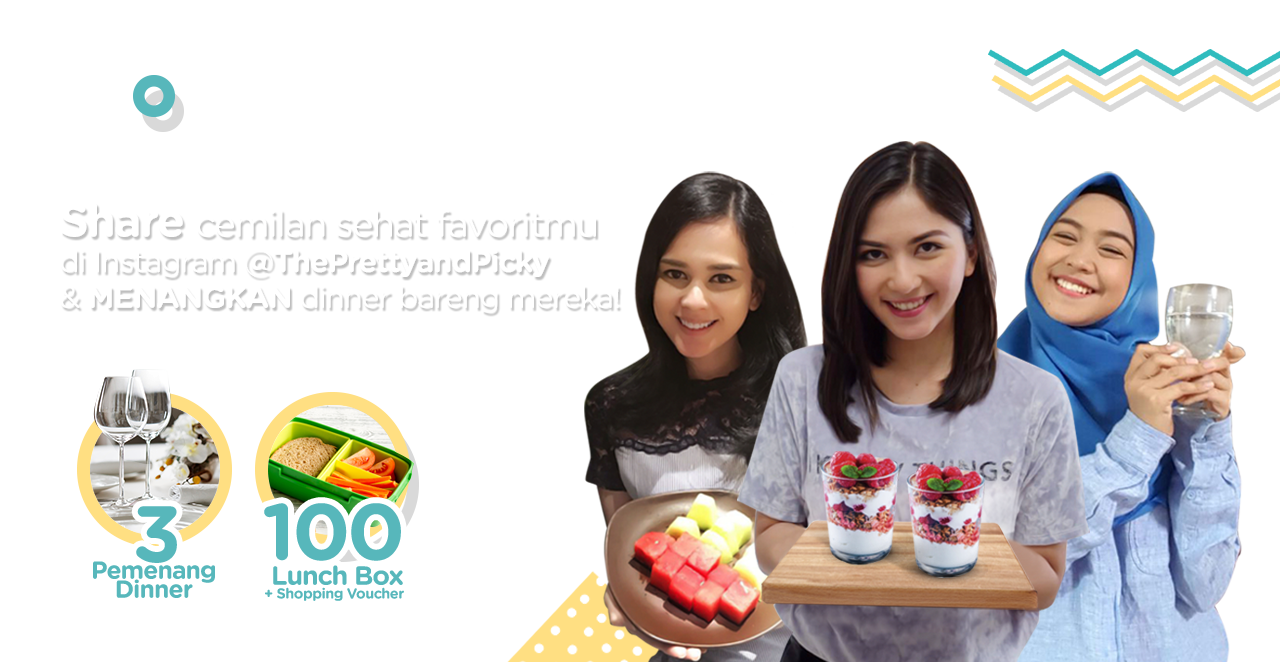 Share cemilan sehat favoritmu
di Instagram @ThePrettyandPicky
& MENANGKAN dinner bareng mereka!
3
Pemenang
Dinner
100
Lunch Box
+ Shopping Voucher